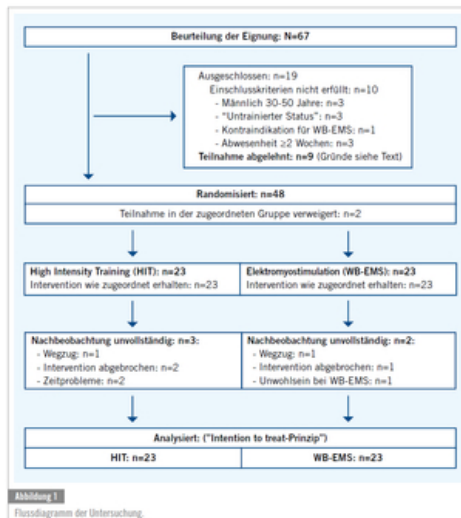 Beurteilung der Eignung: N=67
Ausgeschlossen: n=19
Einschlusskriterien nicht erfüllt: n=10
- Männlich 30-50 Jahre: n=3
- "Untrainierter Status": n=3
- Kontraindikation für WB-EMS: n=1
- Abwesenheit ≥2 Wochen: n=3
Teilnahme abgelehnt: n=9 (Gründe siehe Text)
Randomisiert: n=48
Teilnahme in der zugeordneten Gruppe verweigert: n=2
High Intensity Training (HIT): n=23
Intervention wie zugeordnet erhalten: n=23
Elektromyostimulation (WB-EMS): n=23
Intervention wie zugeordnet erhalten: n=23
Nachbeobachtung unvollständig: n=3:
- Wegzug: n=1
- Intervention abgebrochen: n=2
- Zeitprobleme: n=2
Nachbeobachtung unvollständig: n=2:
- Wegzug: n=1
- Intervention abgebrochen: n=1
- Unwohlsein bei WB-EMS: n=1
Analysiert: ("Intention to treat-Prinzip")
HIT: n=23
WB-EMS: n=23
Abbildung 1
Flussdiagramm der Untersuchung.